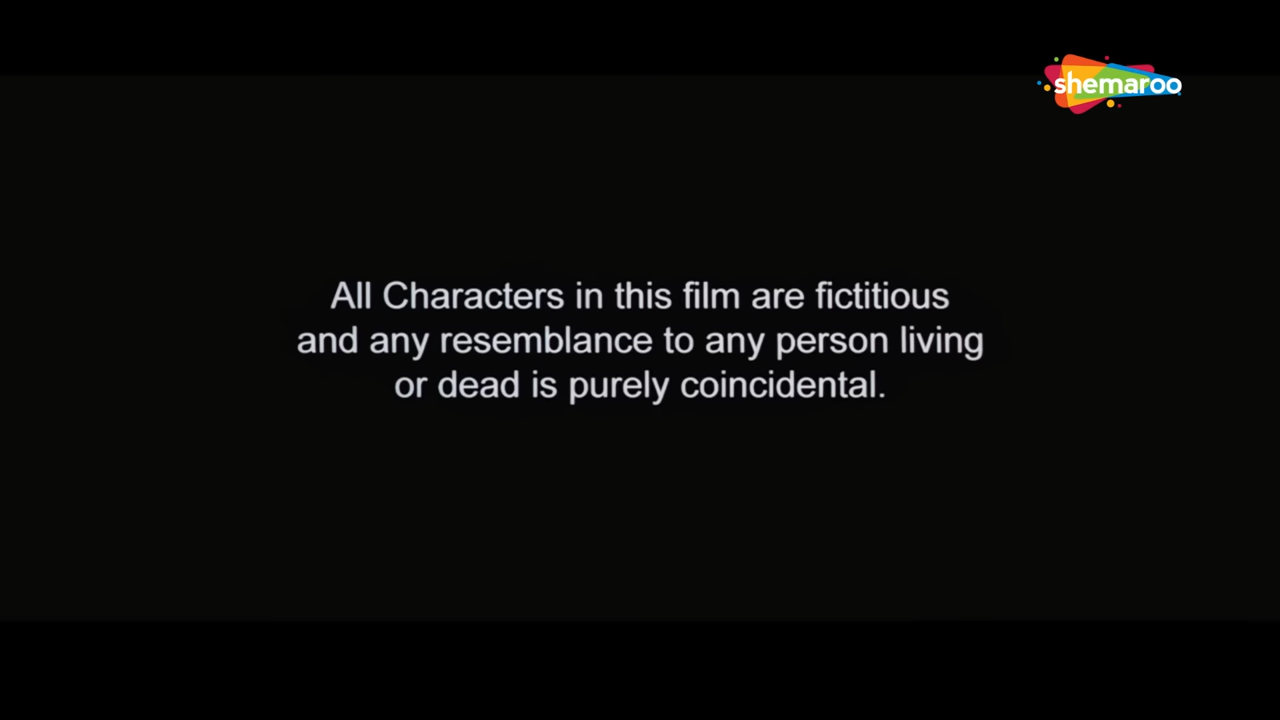 shemaroo
All Characters in this film are fictitious
and any resemblance to any person living
or dead is purely coincidental.